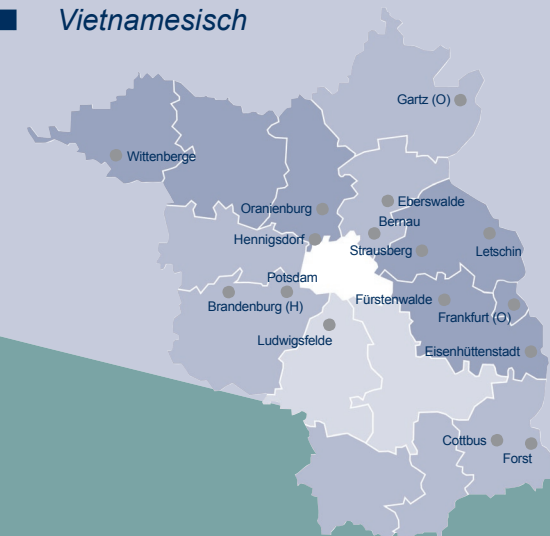 Vietnamesisch
Gartz (O)
Wittenberge
Eberswalde
Oranienburg
Bernau
Hennigsdorf
Strausberg
Letschin
Potsdam
Fürstenwalde
Brandenburg (H)
Frankfurt (O)
Ludwigsfelde
Eisenhüttenstadt
Cottbus
Forst